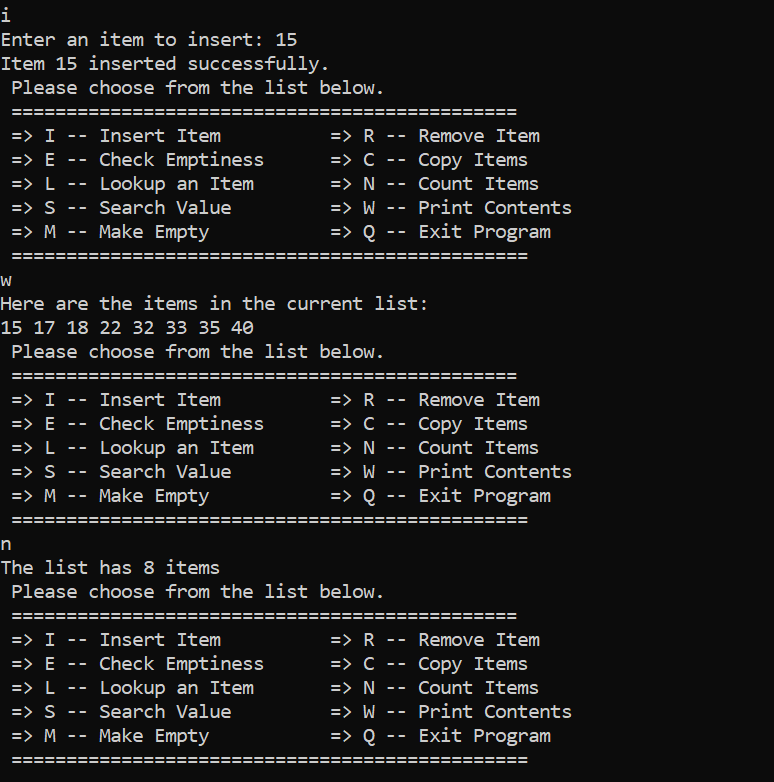 i
Enter an item to insert: 15
Item 15 inserted successfully.
 Please choose from the list below.
 ==============================================
 => I -- Insert Item          => R -- Remove Item
 => E -- Check Emptiness      => C -- Copy Items
 => L -- Lookup an Item       => N -- Count Items
 => S -- Search Value         => W -- Print Contents
 => M -- Make Empty           => Q -- Exit Program
 ===============================================
w
Here are the items in the current list:
15 17 18 22 32 33 35 40
 Please choose from the list below.
 ==============================================
 => I -- Insert Item          => R -- Remove Item
 => E -- Check Emptiness      => C -- Copy Items
 => L -- Lookup an Item       => N -- Count Items
 => S -- Search Value         => W -- Print Contents
 => M -- Make Empty           => Q -- Exit Program
 ===============================================
n
The list has 8 items
 Please choose from the list below.
 ==============================================
 => I -- Insert Item          => R -- Remove Item
 => E -- Check Emptiness      => C -- Copy Items
 => L -- Lookup an Item       => N -- Count Items
 => S -- Search Value         => W -- Print Contents
 => M -- Make Empty           => Q -- Exit Program
 ===============================================